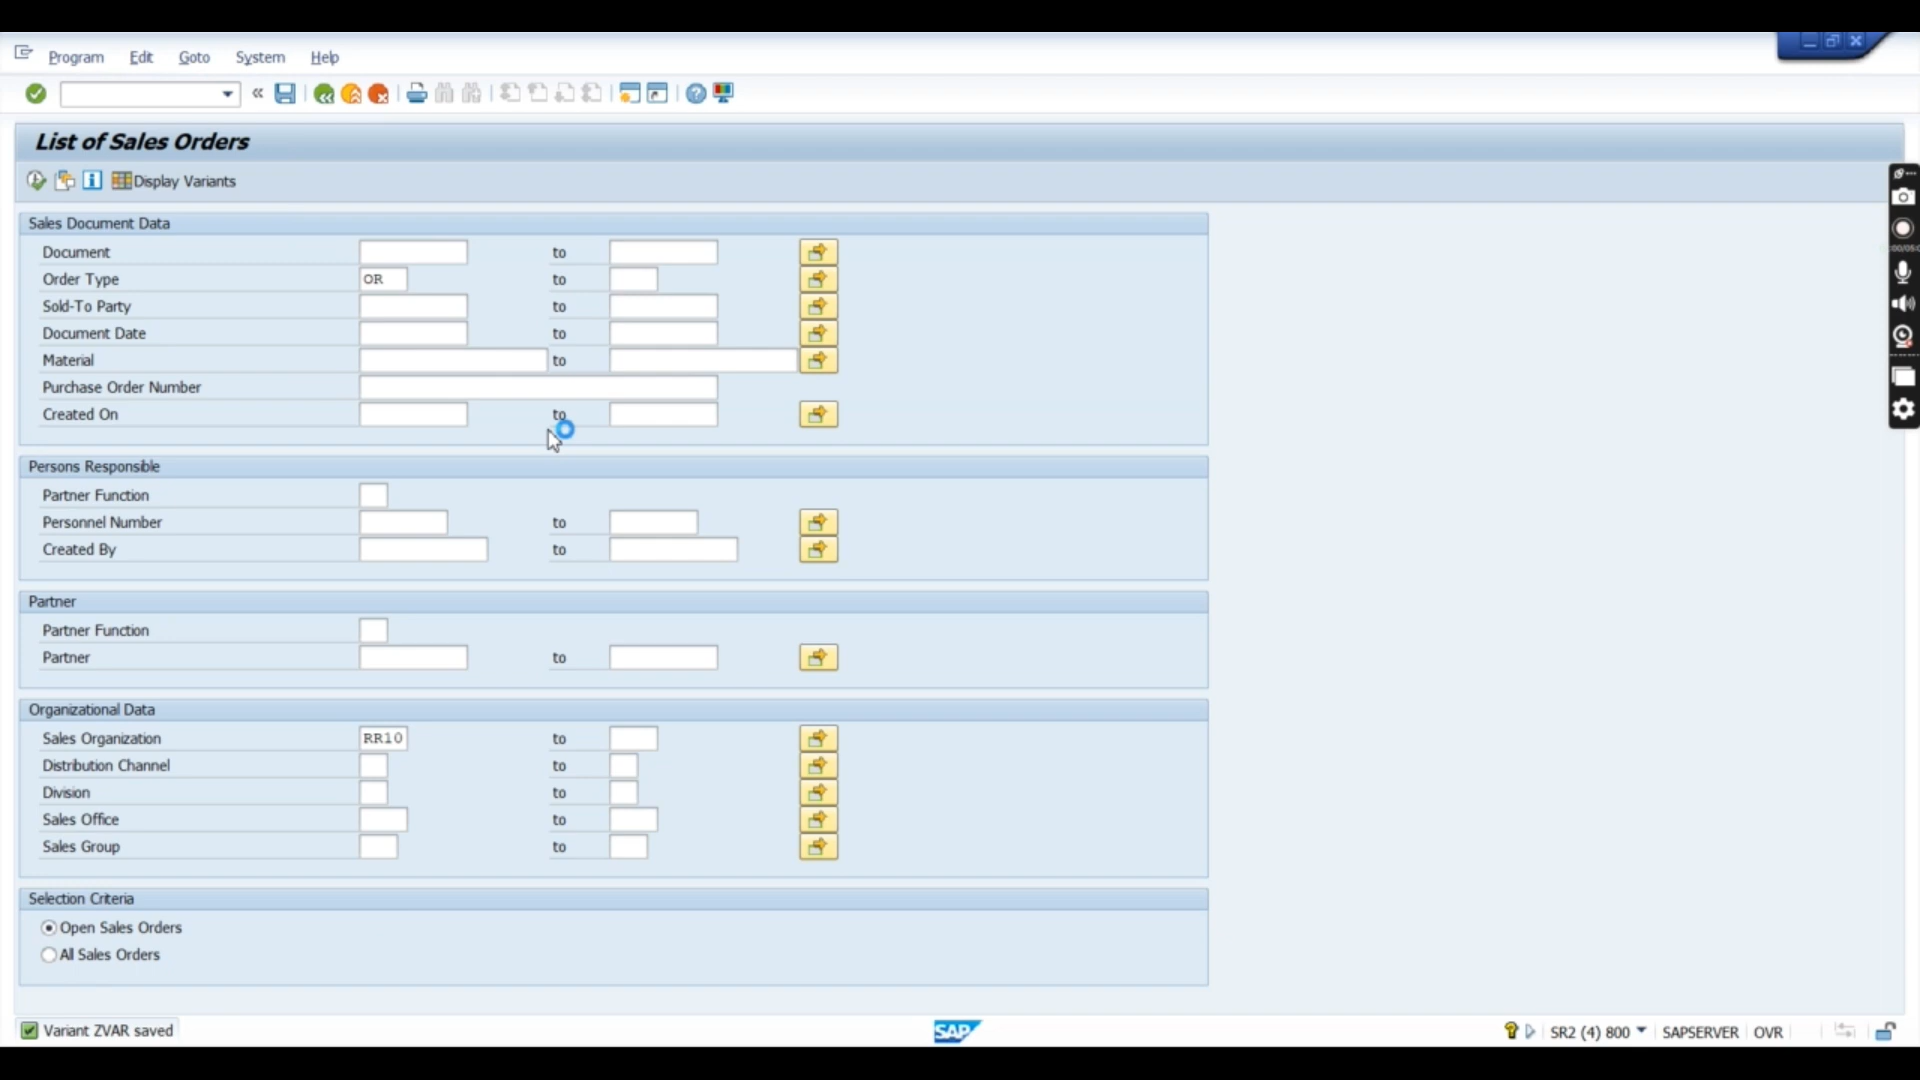 Program Edit Goto System Help
List of Sales Orders
Display Variants
Sales Document Data
Document to
Order Type OR to
Sold-To Party to
Document Date to
Material to
Purchase Order Number
Created On to
Persons Responsible
Partner Function
Personnel Number to
Created By to
Partner
Partner Function
Partner to
Organizational Data
Sales Organization RR10 to
Distribution Channel to
Division to
Sales Office to
Sales Group to
Selection Criteria
Open Sales Orders
All Sales Orders
Variant ZVAR saved SAP SR2 (4) 800 SAPSERVER OVR